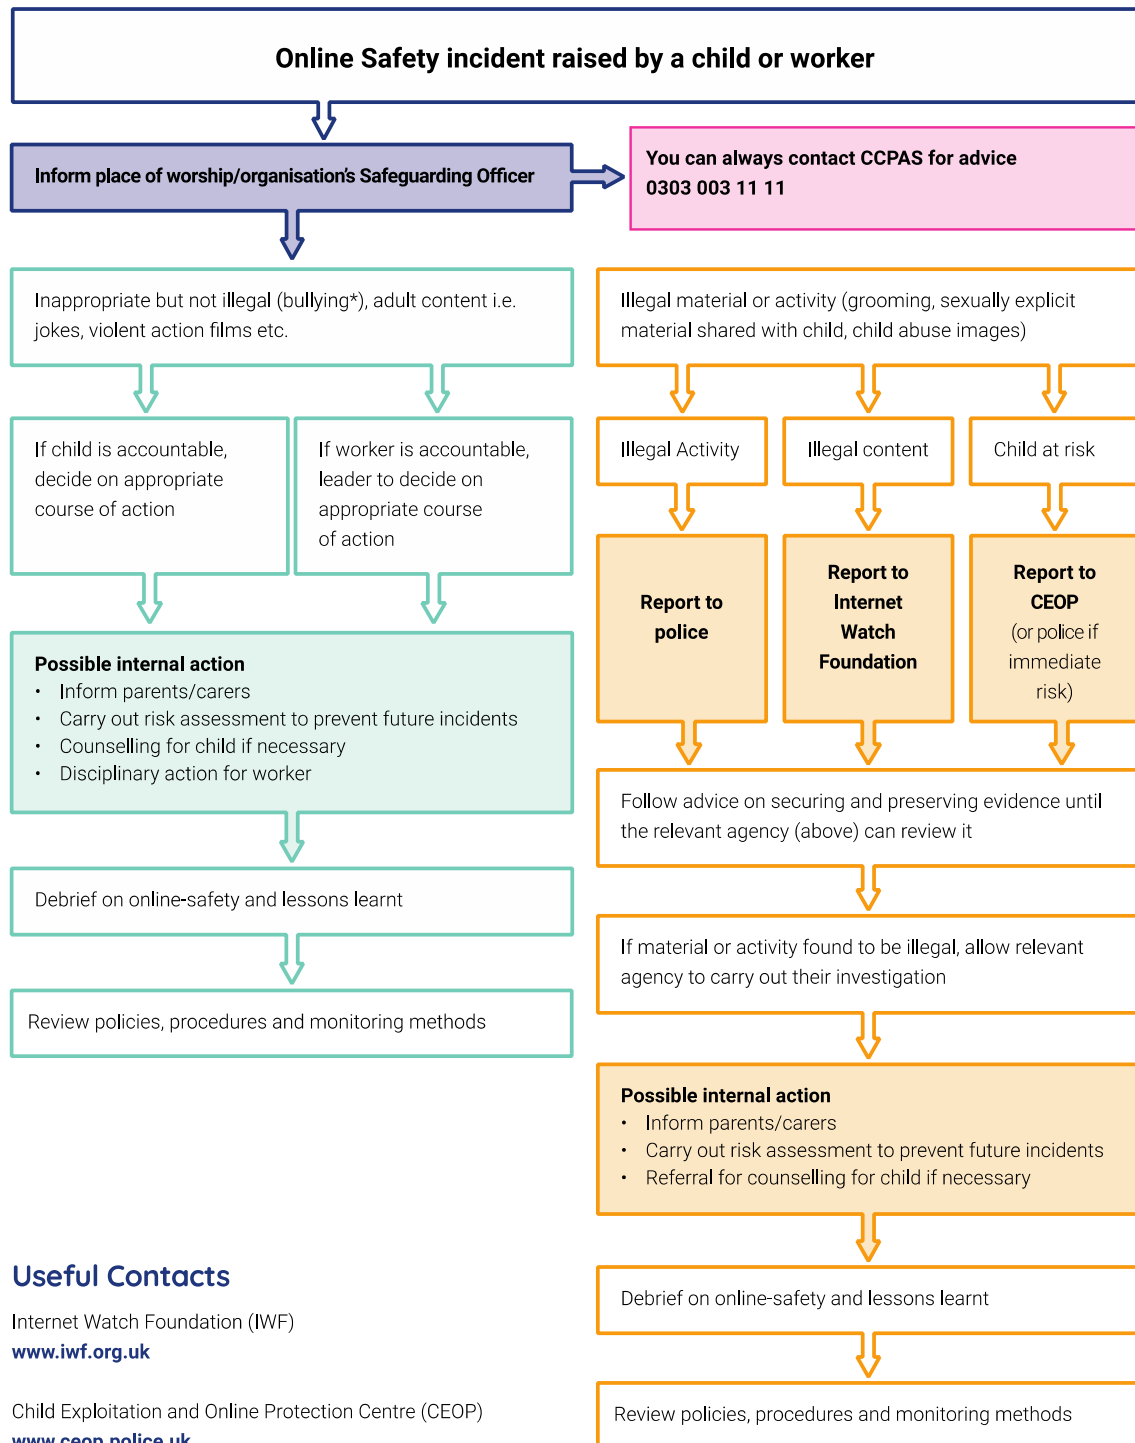 Online Safety incident raised by a child or worker
Inform place of worship/organisation's Safeguarding Officer
You can always contact CCPAS for advice
0303 003 11 11
Inappropriate but not illegal (bullying*), adult content i.e.
jokes, violent action films etc.
If child is accountable,
decide on appropriate
course of action
If worker is accountable,
leader to decide on
appropriate course
of action
Possible internal action
• Inform parents/carers
• Carry out risk assessment to prevent future incidents
• Counselling for child if necessary
• Disciplinary action for worker
Debrief on online-safety and lessons learnt
Review policies, procedures and monitoring methods
Illegal material or activity (grooming, sexually explicit
material shared with child, child abuse images)
Illegal Activity
Illegal content
Child at risk
Report to
police
Report to
Internet
Watch
Foundation
Report to
CEOP
(or police if
immediate
risk)
Follow advice on securing and preserving evidence until
the relevant agency (above) can review it
If material or activity found to be illegal, allow relevant
agency to carry out their investigation
Possible internal action
• Inform parents/carers
• Carry out risk assessment to prevent future incidents
• Referral for counselling for child if necessary
Debrief on online-safety and lessons learnt
Review policies, procedures and monitoring methods
Useful Contacts
Internet Watch Foundation (IWF)
www.iwf.org.uk
Child Exploitation and Online Protection Centre (CEOP)
www.ceop.police.uk